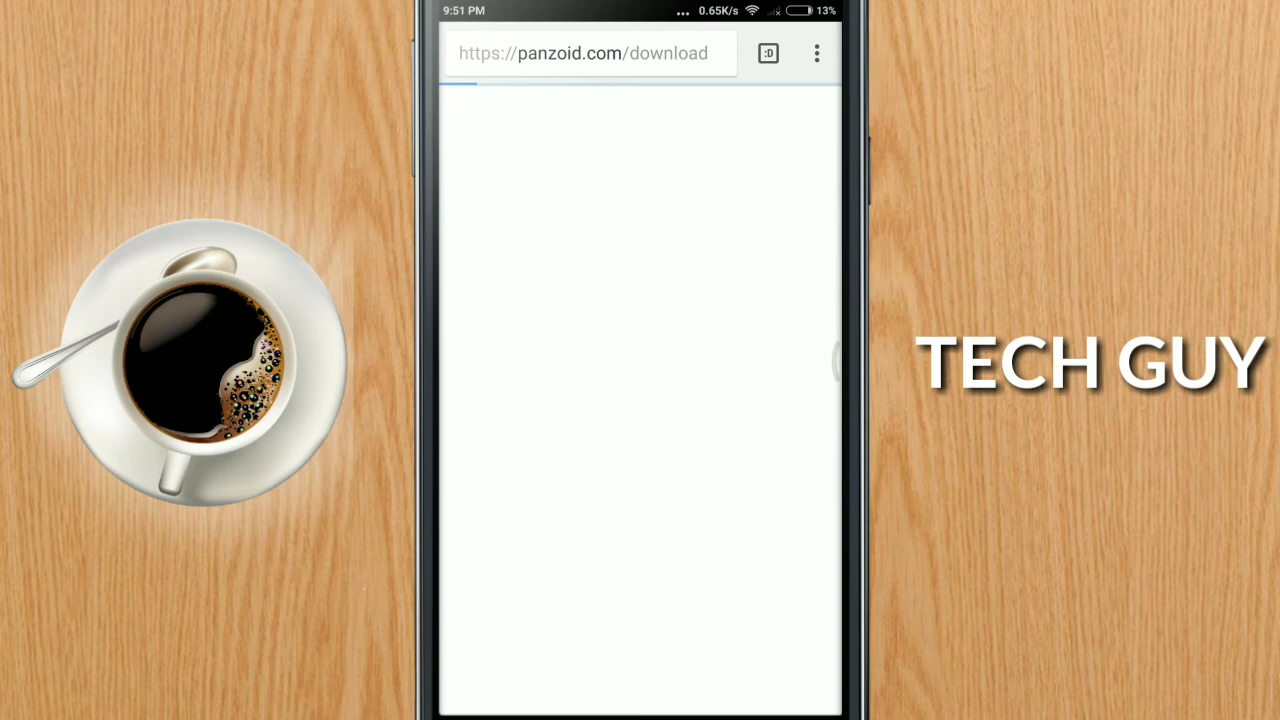 9:51 PM
... 0.65K/s 13%
https://panzoid.com/download
:D
TECH GUY